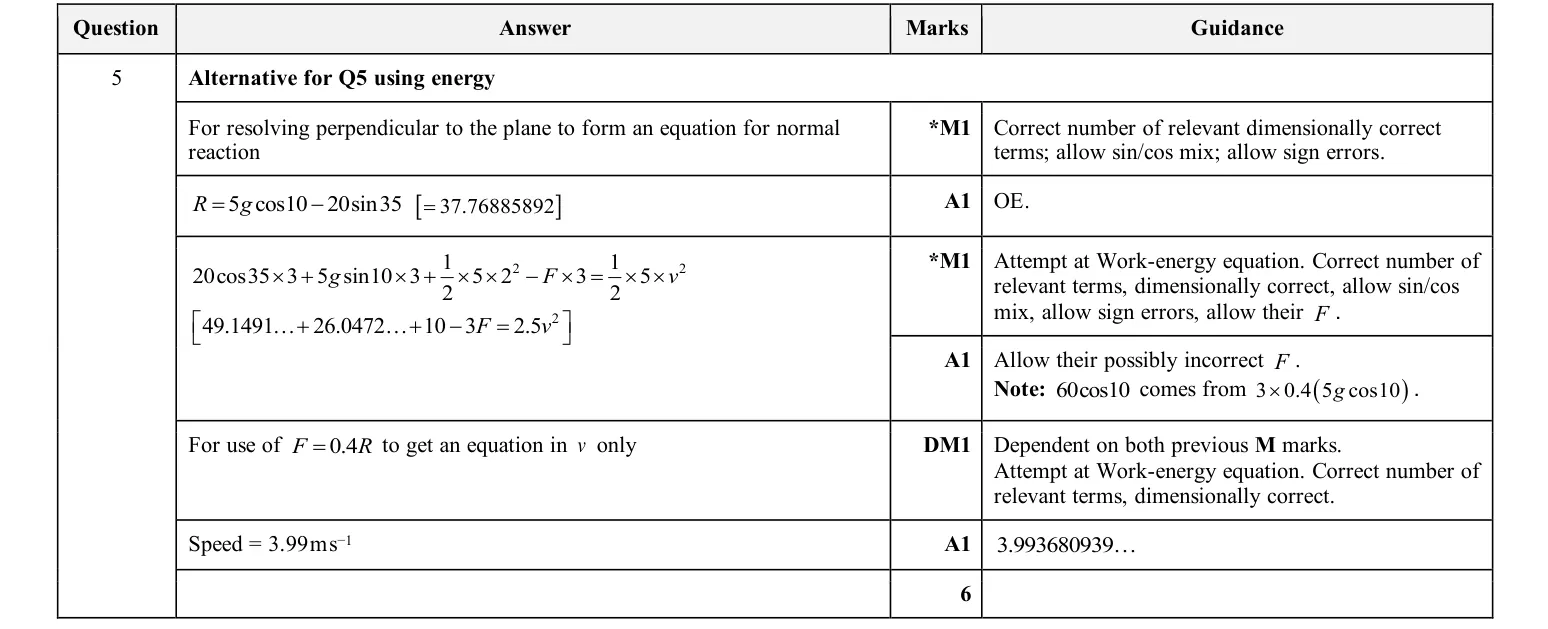 Question Answer Marks Guidance
5 Alternative for Q5 using energy
For resolving perpendicular to the plane to form an equation for normal
reaction
*M1
Correct number of relevant dimensionally correct
terms; allow sin/cos mix; allow sign errors.
R = 5g cos10 − 20sin35 [= 37.76885892]
A1
OE.
20cos35×3 + 5g sin10×3 + 1/2 × 5 × 2² − F × 3 = 1/2 × 5 × v²
[49.1491… + 26.0472… + 10 − 3F = 2.5v²]
*M1
Attempt at Work-energy equation. Correct number of
relevant terms, dimensionally correct, allow sin/cos
mix, allow sign errors, allow their F .
A1
Allow their possibly incorrect F .
Note: 60cos10 comes from 3×0.4(5g cos10) .
For use of F = 0.4R to get an equation in v only
DM1
Dependent on both previous M marks.
Attempt at Work-energy equation. Correct number of
relevant terms, dimensionally correct.
Speed = 3.99 m s⁻¹
A1
3.993680939…
6